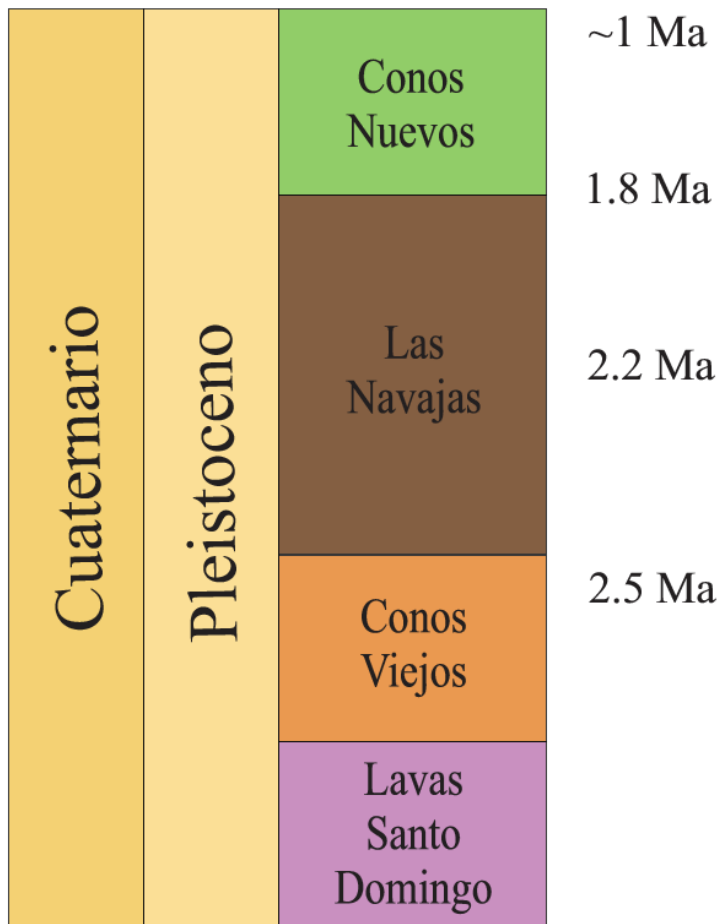 Cuaternario
Pleistoceno
Conos
Nuevos
Las
Navajas
Conos
Viejos
Lavas
Santo
Domingo
~1 Ma
1.8 Ma
2.2 Ma
2.5 Ma